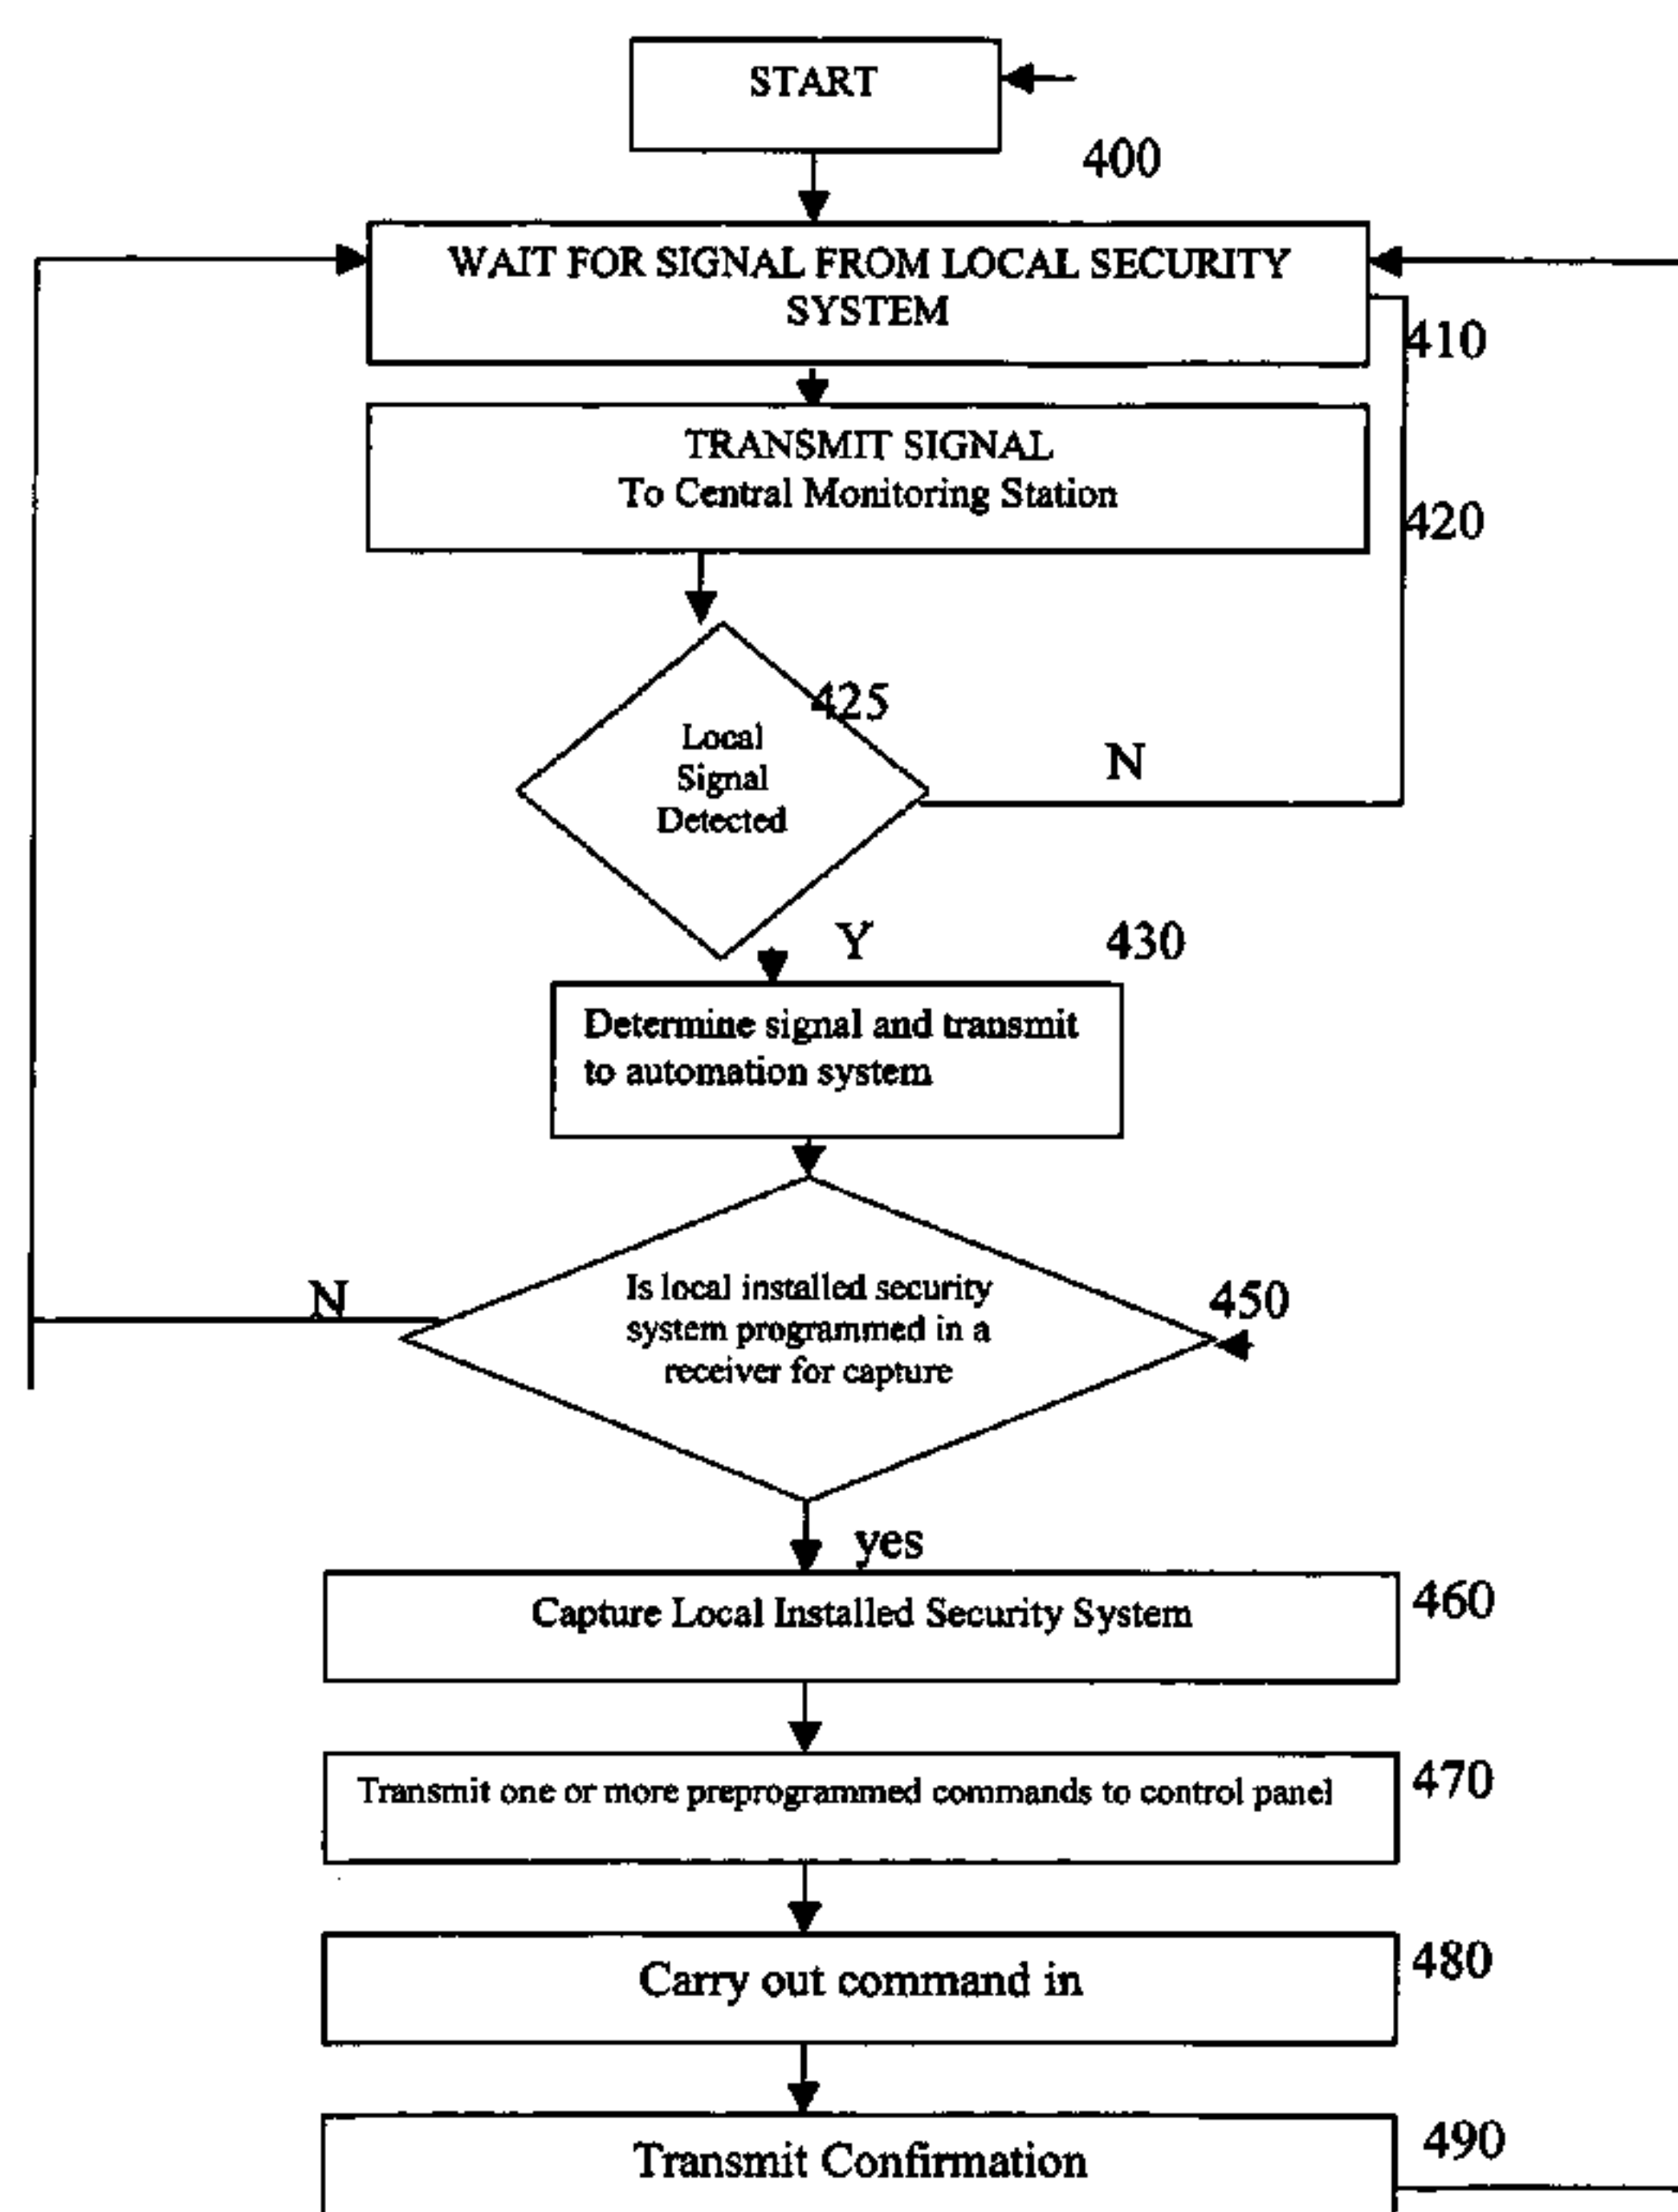 START
400
WAIT FOR SIGNAL FROM LOCAL SECURITY
SYSTEM
410
TRANSMIT SIGNAL
To Central Monitoring Station
420
425
Local
Signal
Detected
N
Y
430
Determine signal and transmit
to automation system
N
Is local installed security
system programmed in a
receiver for capture
450
yes
Capture Local Installed Security System
460
Transmit one or more preprogrammed commands to control panel
470
Carry out command in
480
Transmit Confirmation
490